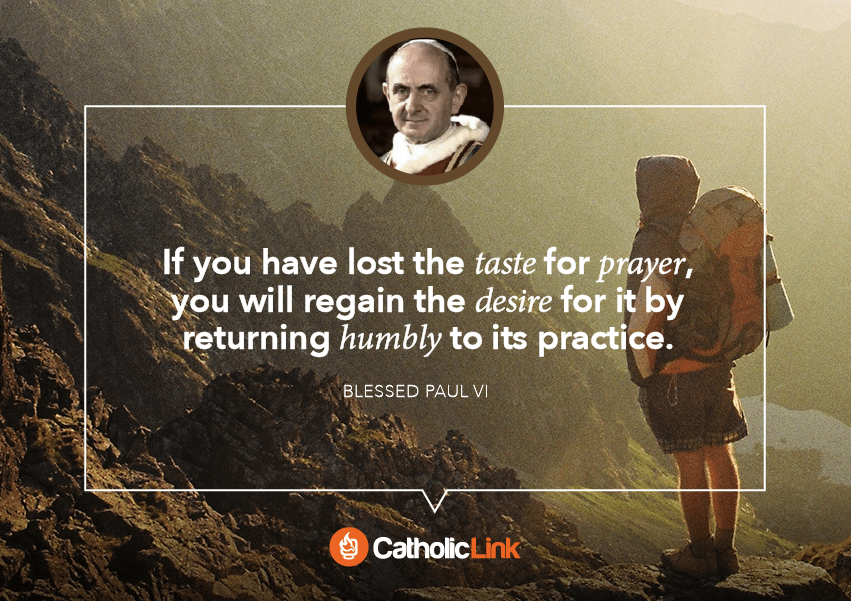 If you have lost the taste for prayer,
you will regain the desire for it by
returning humbly to its practice.
BLESSED PAUL VI
CatholicLink